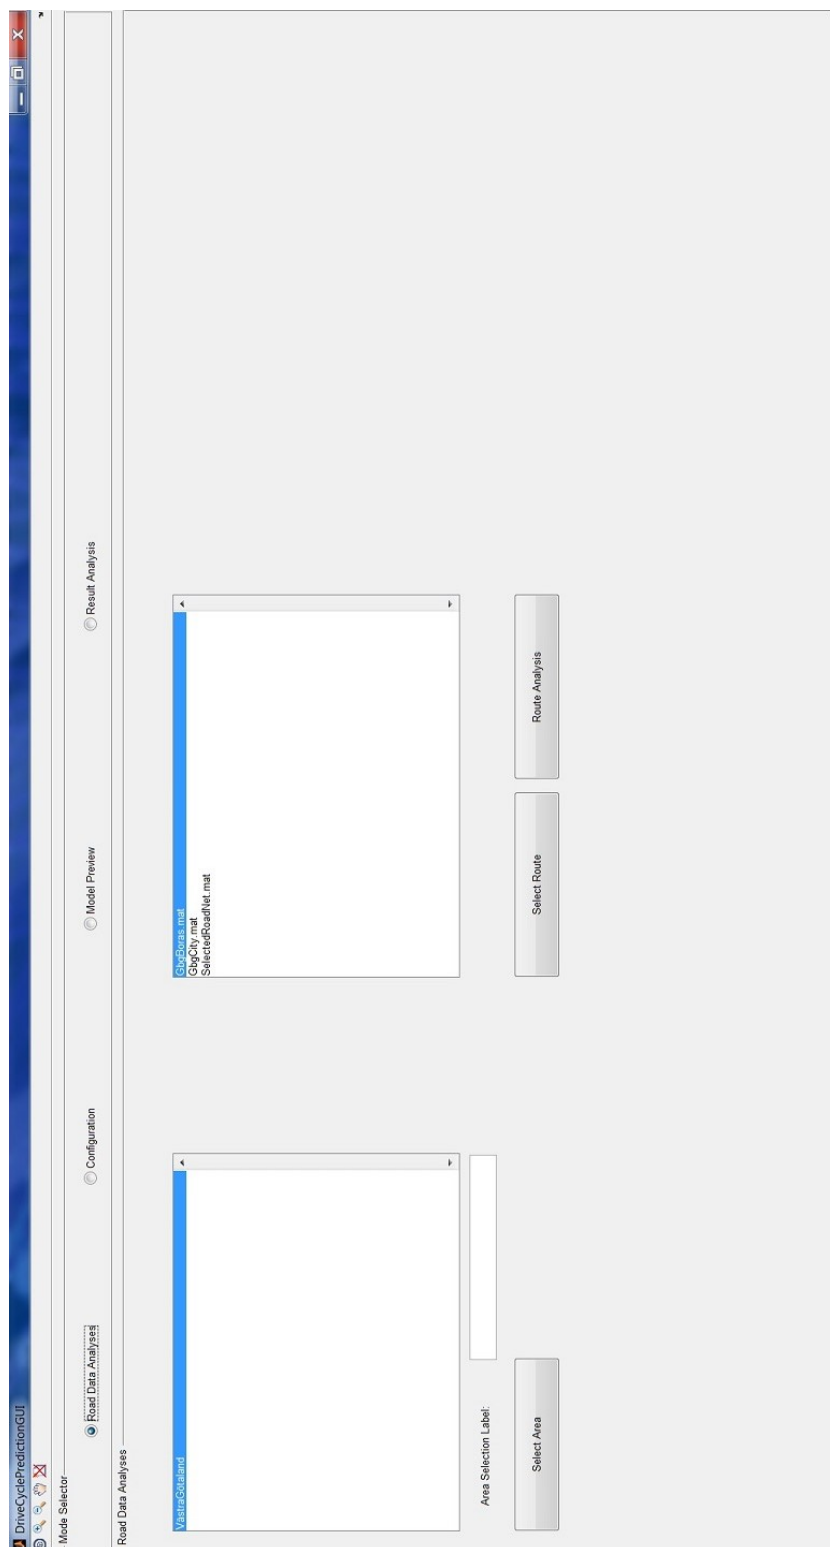 DriveCyclePredictionGUI
Mode Selector
Road Data Analyses
Configuration
Model Preview
Result Analysis
Road Data Analyses
VästraGötaland
GbgBoras.mat
GbgCity.mat
SelectedRoadNet.mat
Area Selection Label:
Select Area
Select Route
Route Analysis